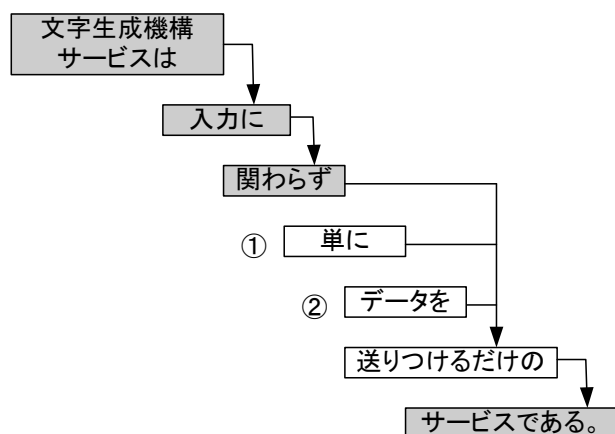 文字生成機構
サービスは
入力に
関わらず
① 単に
② データを
送りつけるだけの
サービスである。